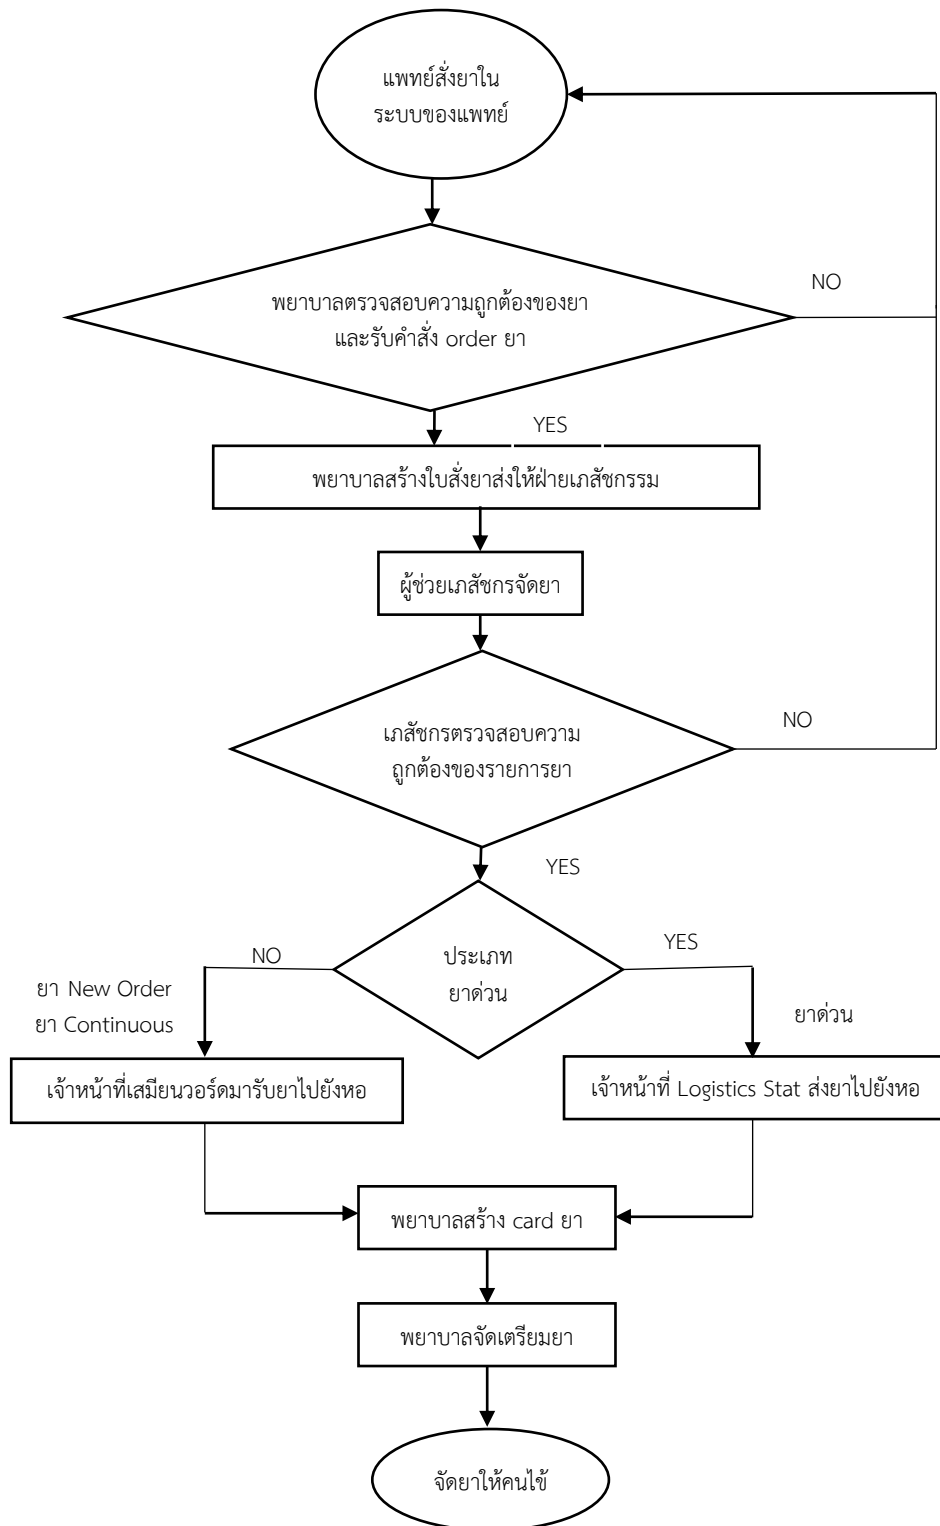 แพทย์สั่งยาใน
ระบบของแพทย์
NO
พยาบาลตรวจสอบความถูกต้องของยา
และรับคำสั่ง order ยา
YES
พยาบาลสร้างใบสั่งยาส่งให้ฝ่ายเภสัชกรรม
ผู้ช่วยเภสัชกรจัดยา
NO
เภสัชกรตรวจสอบความ
ถูกต้องของรายการยา
YES
ประเภท
ยาด่วน
NO
YES
ยา New Order
ยา Continuous
ยาด่วน
เจ้าหน้าที่เสมียนวอร์ดมารับยาไปยังหอ
เจ้าหน้าที่ Logistics Stat ส่งยาไปยังหอ
พยาบาลสร้าง card ยา
พยาบาลจัดเตรียมยา
จัดยาให้คนไข้